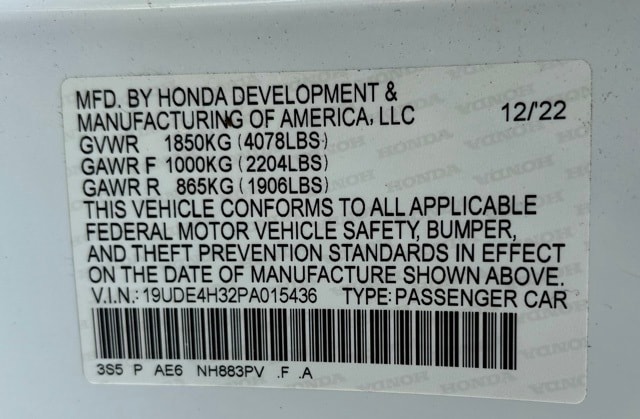 MFD. BY HONDA DEVELOPMENT &
MANUFACTURING OF AMERICA, LLC 12/'22
GVWR 1850KG (4078LBS)
GAWR F 1000KG (2204LBS)
GAWR R 865KG (1906LBS)
THIS VEHICLE CONFORMS TO ALL APPLICABLE
FEDERAL MOTOR VEHICLE SAFETY, BUMPER,
AND THEFT PREVENTION STANDARDS IN EFFECT
ON THE DATE OF MANUFACTURE SHOWN ABOVE.
V.I.N.: 19UDE4H32PA015436 TYPE: PASSENGER CAR
3S5 P AE6 NH883PV .F .A